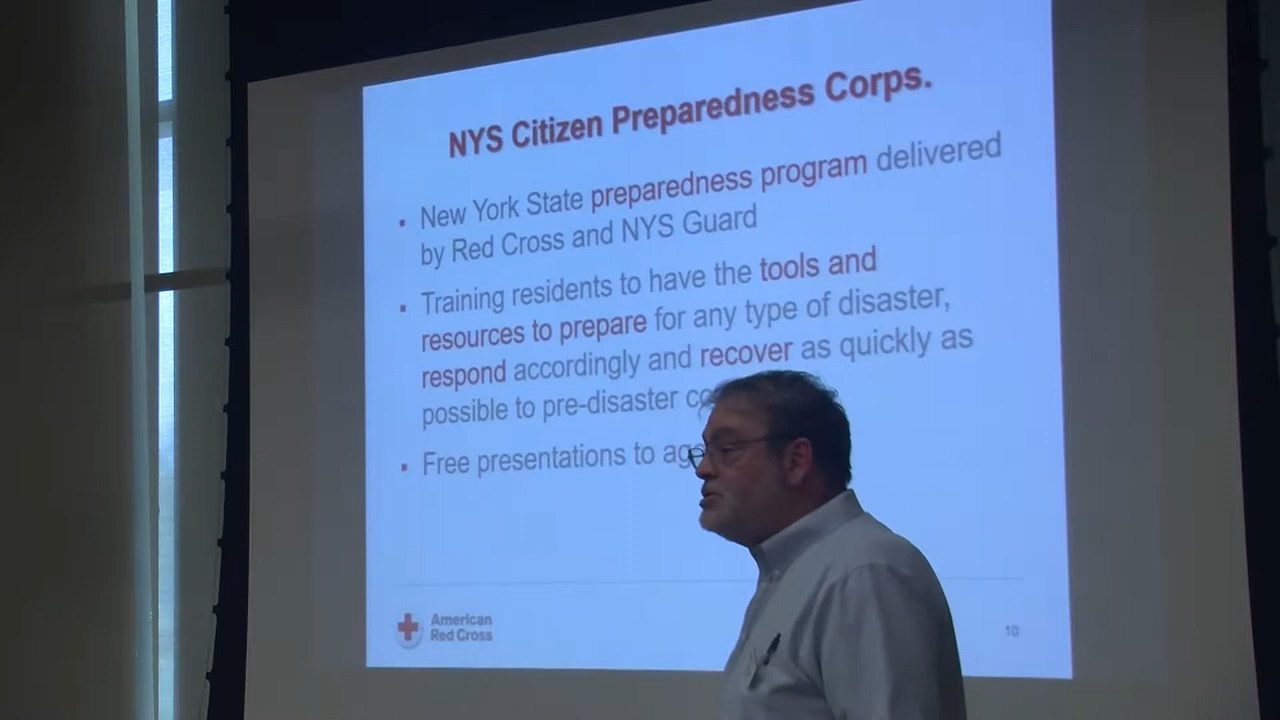 NYS Citizen Preparedness Corps.
New York State preparedness program delivered
by Red Cross and NYS Guard
Training residents to have the tools and
resources to prepare for any type of disaster,
respond accordingly and recover as quickly as
possible to pre-disaster
Free presentations to
American
Red Cross
10